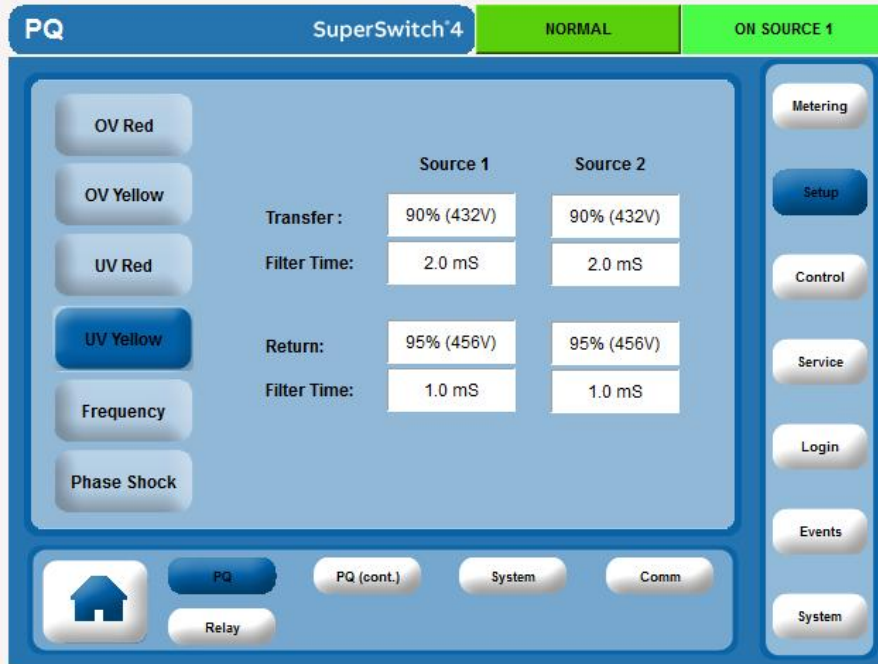 PQ
SuperSwitch®4
NORMAL
ON SOURCE 1
OV Red
OV Yellow
UV Red
UV Yellow
Frequency
Phase Shock
Source 1 Source 2
Transfer : 90% (432V) 90% (432V)
Filter Time: 2.0 mS 2.0 mS
Return: 95% (456V) 95% (456V)
Filter Time: 1.0 mS 1.0 mS
Metering
Setup
Control
Service
Login
Events
System
PQ PQ (cont.) System Comm
Relay